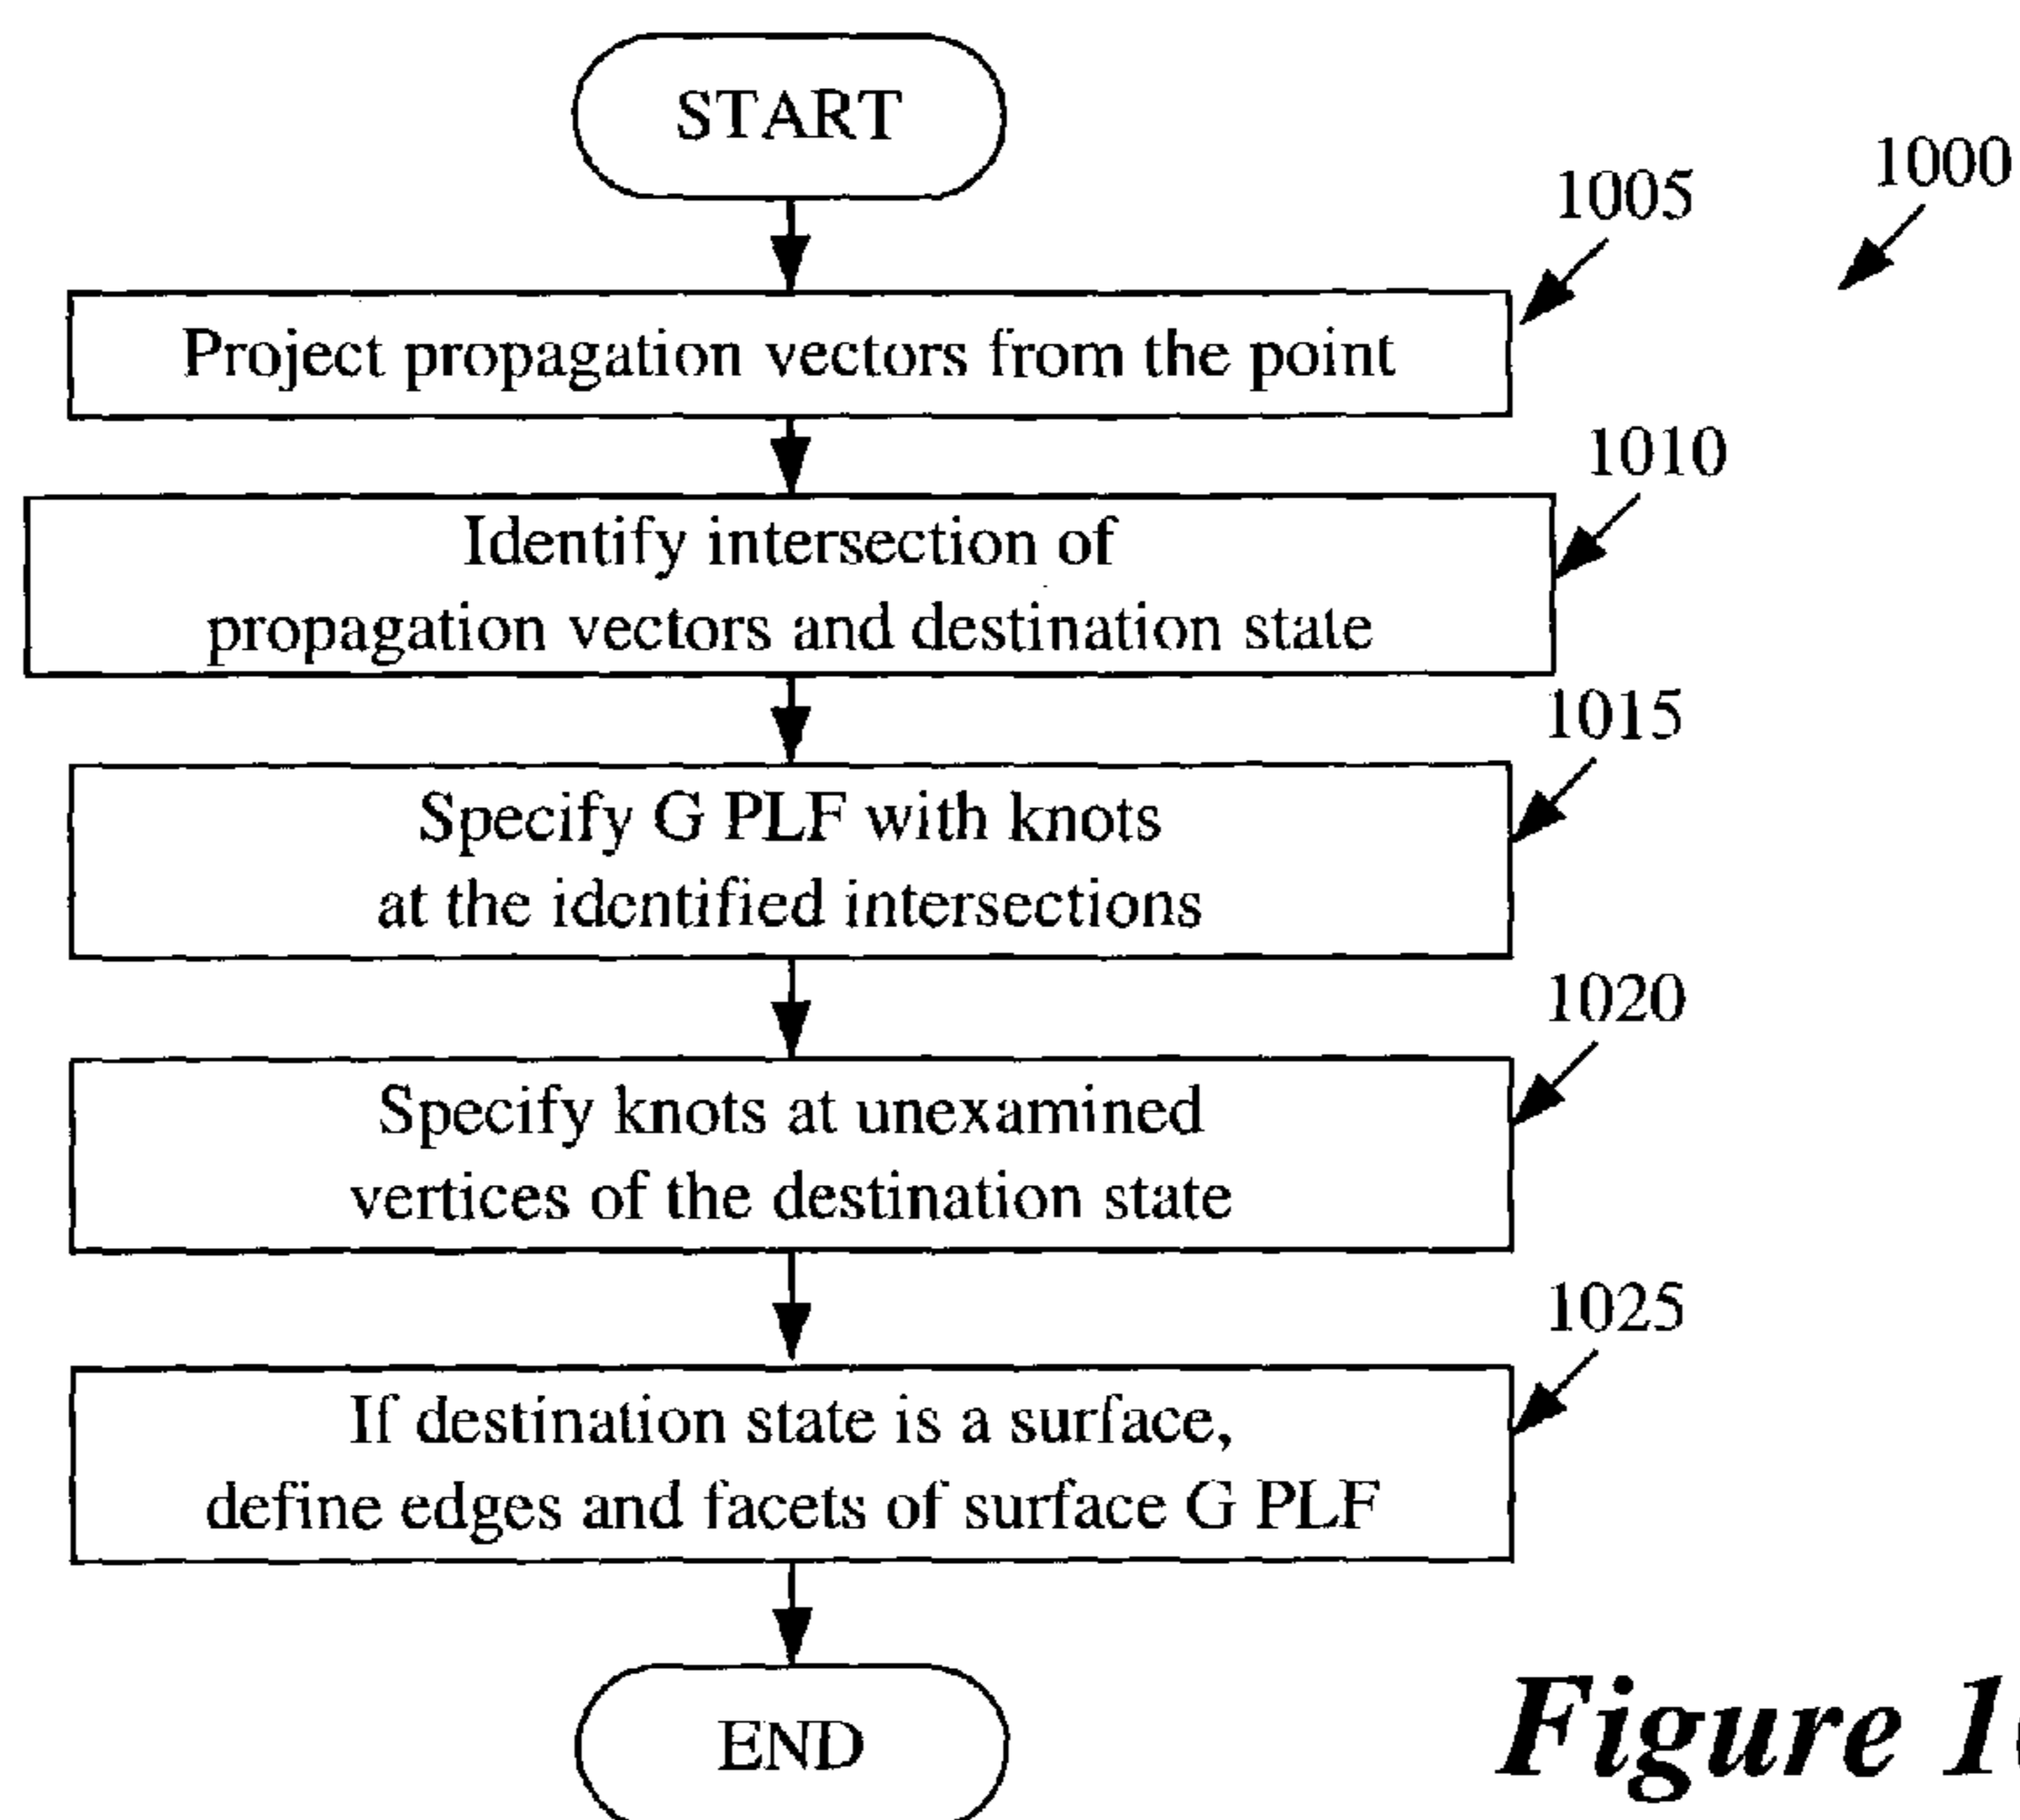 START
1000
1005
Project propagation vectors from the point
1010
Identify intersection of
propagation vectors and destination state
1015
Specify G PLF with knots
at the identified intersections
1020
Specify knots at unexamined
vertices of the destination state
1025
If destination state is a surface,
define edges and facets of surface G PLF
END
Figure